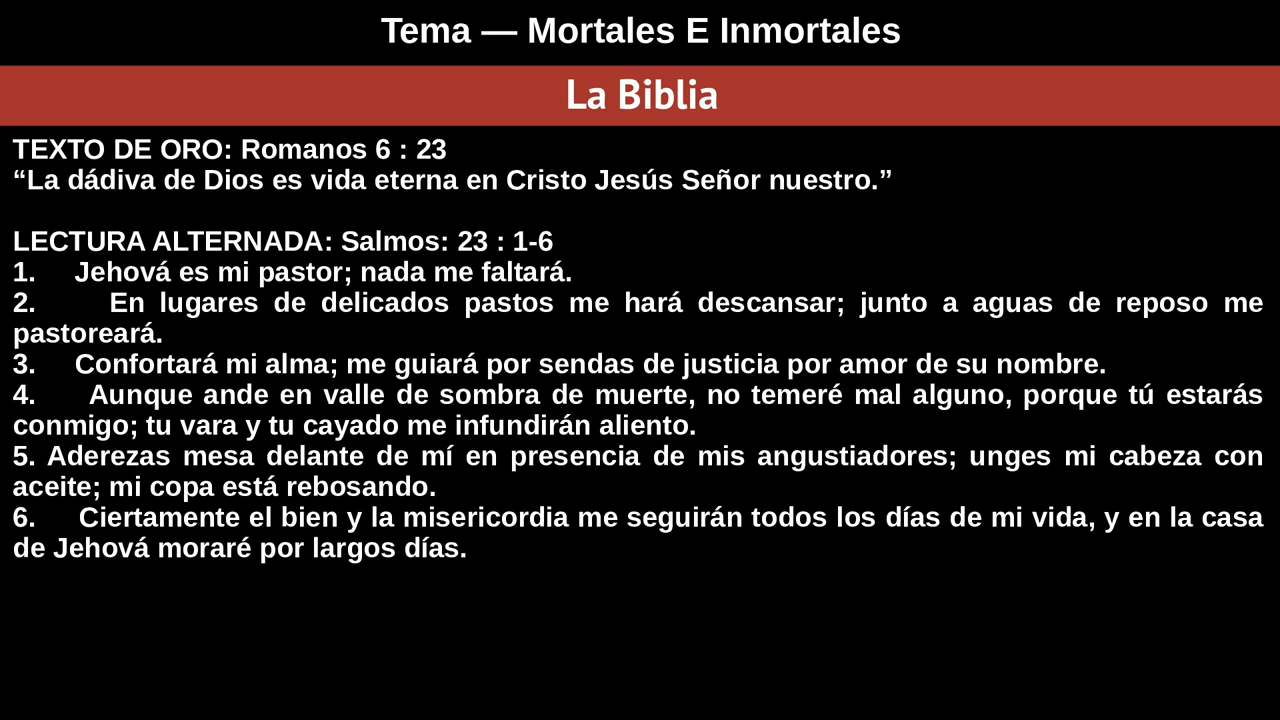 Tema — Mortales E Inmortales
La Biblia
TEXTO DE ORO: Romanos 6 : 23
“La dádiva de Dios es vida eterna en Cristo Jesús Señor nuestro.”
LECTURA ALTERNADA: Salmos: 23 : 1-6
1. Jehová es mi pastor; nada me faltará.
2. En lugares de delicados pastos me hará descansar; junto a aguas de reposo me
pastoreará.
3. Confortará mi alma; me guiará por sendas de justicia por amor de su nombre.
4. Aunque ande en valle de sombra de muerte, no temeré mal alguno, porque tú estarás
conmigo; tu vara y tu cayado me infundirán aliento.
5. Aderezas mesa delante de mí en presencia de mis angustiadores; unges mi cabeza con
aceite; mi copa está rebosando.
6. Ciertamente el bien y la misericordia me seguirán todos los días de mi vida, y en la casa
de Jehová moraré por largos días.